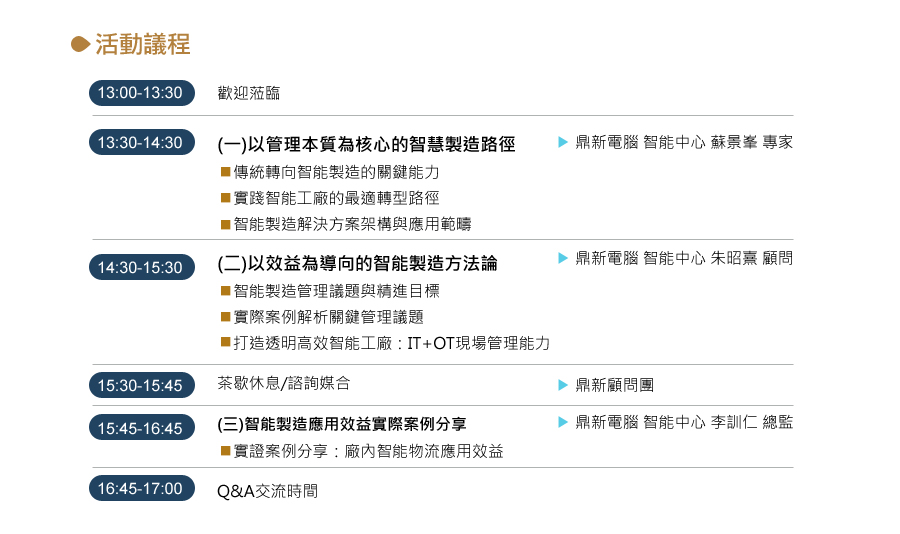 活動議程
13:00-13:30 歡迎蒞臨
13:30-14:30 (一)以管理本質為核心的智慧製造路徑 ▶ 鼎新電腦 智能中心 蘇景峯 專家
■傳統轉向智能製造的關鍵能力
■實踐智能工廠的最適轉型路徑
■智能製造解決方案架構與應用範疇
14:30-15:30 (二)以效益為導向的智能製造方法論 ▶ 鼎新電腦 智能中心 朱昭熹 顧問
■智能製造管理議題與精進目標
■實際案例解析關鍵管理議題
■打造透明高效智能工廠：IT+OT現場管理能力
15:30-15:45 茶歇休息/諮詢媒合 ▶ 鼎新顧問團
15:45-16:45 (三)智能製造應用效益實際案例分享 ▶ 鼎新電腦 智能中心 李訓仁 總監
■實證案例分享：廠內智能物流應用效益
16:45-17:00 Q&A交流時間